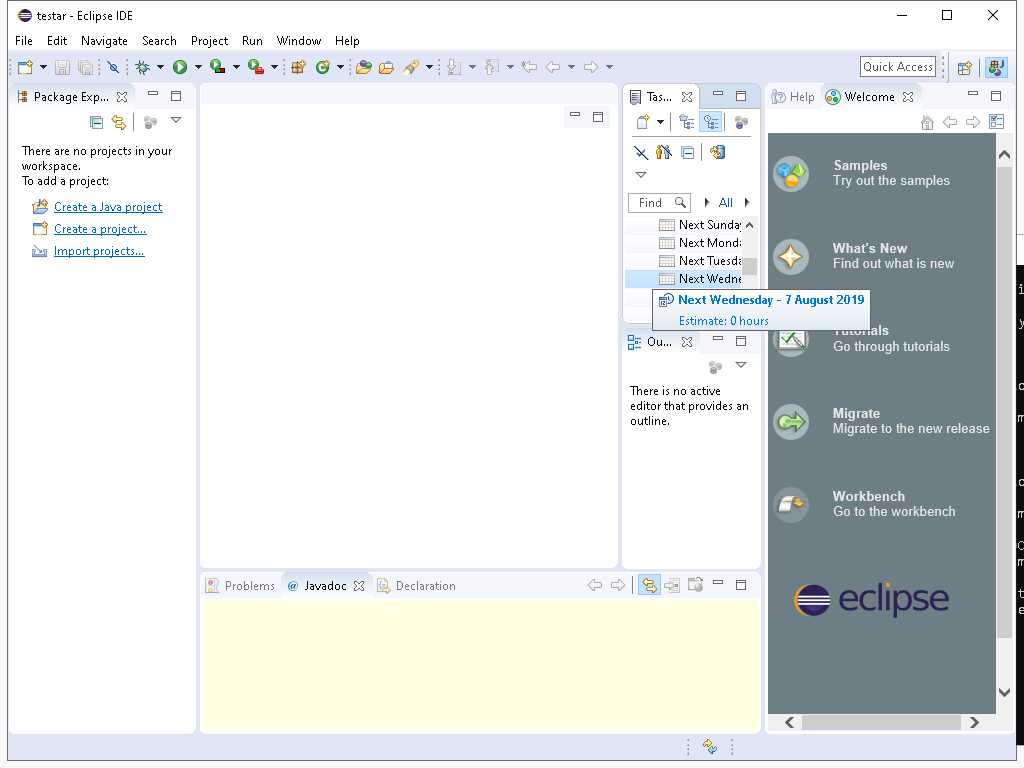 testar - Eclipse IDE
File Edit Navigate Search Project Run Window Help
Quick Access
Package Exp...
There are no projects in your
workspace.
To add a project:
Create a Java project
Create a project...
Import projects...
Tas...
Find
All
Next Sunday
Next Monda
Next Tuesda
Next Wedne
Next Wednesday - 7 August 2019
Estimate: 0 hours
Ou...
There is no active
editor that provides an
outline.
Help Welcome
Samples
Try out the samples
What's New
Find out what is new
Tutorials
Go through tutorials
Migrate
Migrate to the new release
Workbench
Go to the workbench
eclipse
Problems @ Javadoc Declaration